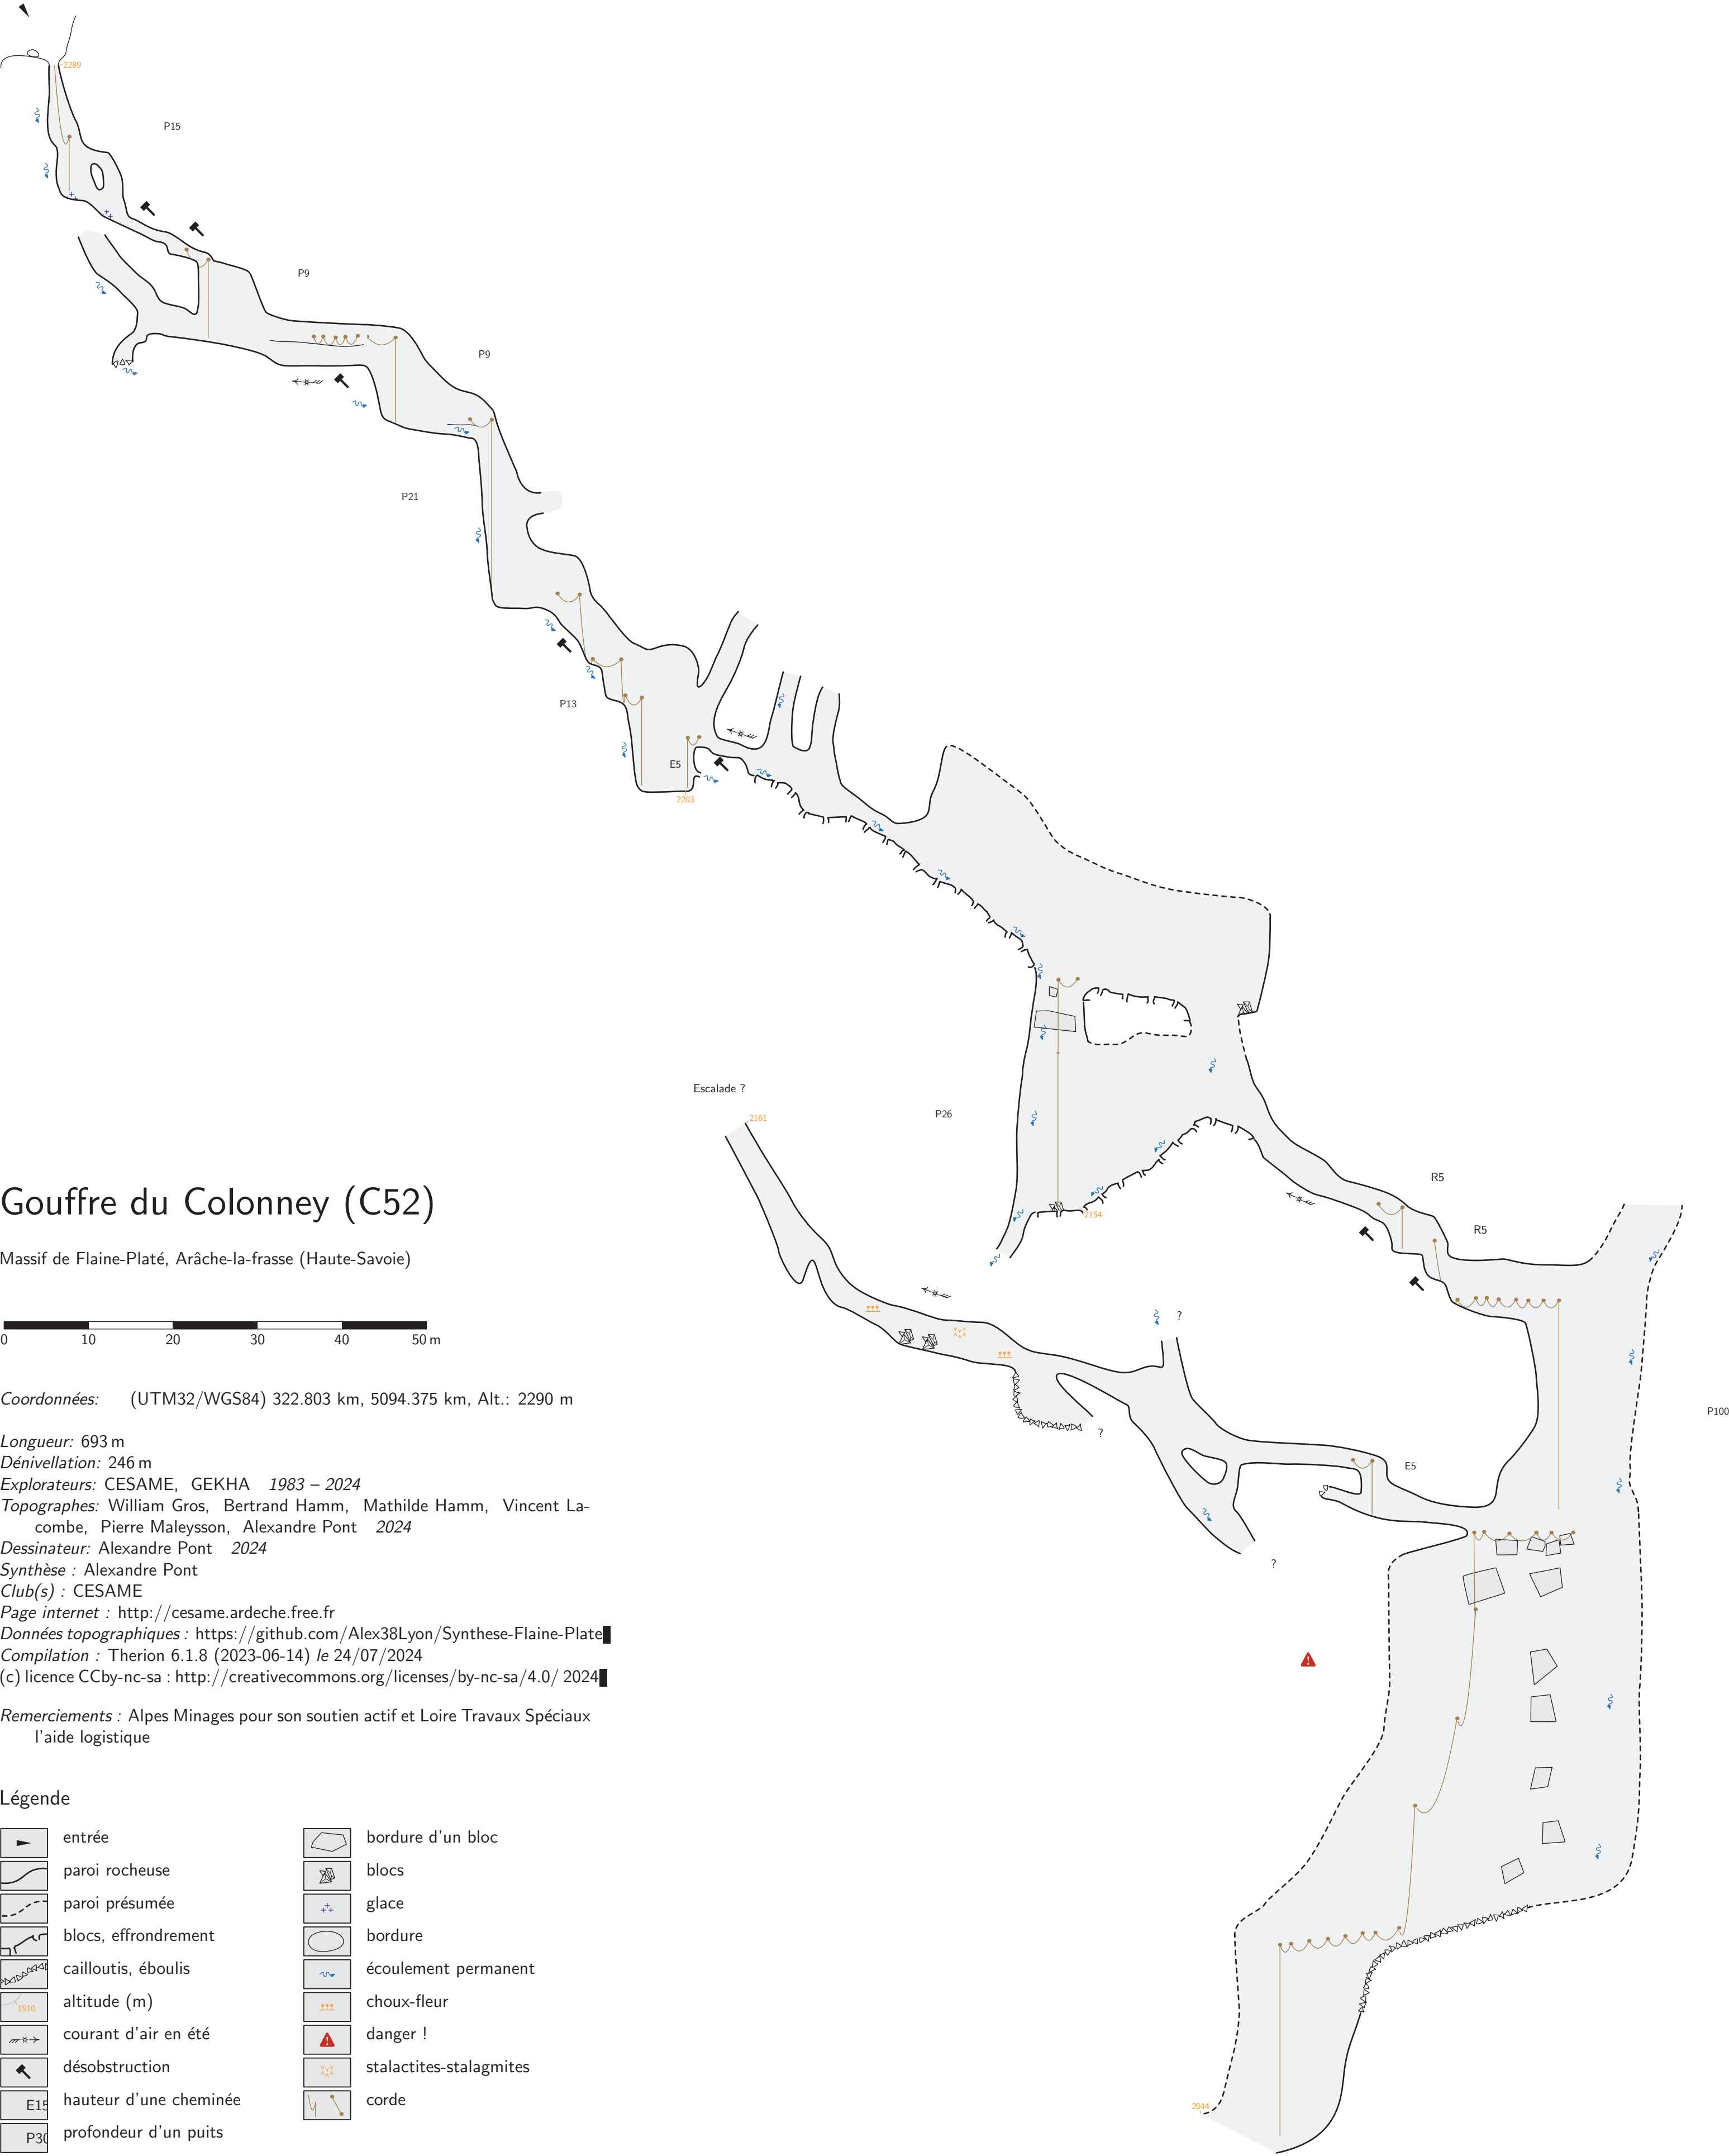 2289
P15
P9
P9
P21
P13
E5
2203
Escalade ?
2161
P26
2154
R5
R5
?
P100
?
E5
?
2044
Gouffre du Colonney (C52)
Massif de Flaine-Platé, Arâche-la-frasse (Haute-Savoie)
0 10 20 30 40 50 m
Coordonnées: (UTM32/WGS84) 322.803 km, 5094.375 km, Alt.: 2290 m
Longueur: 693 m
Dénivellation: 246 m
Explorateurs: CESAME, GEKHA 1983 – 2024
Topographes: William Gros, Bertrand Hamm, Mathilde Hamm, Vincent La-
combe, Pierre Maleysson, Alexandre Pont 2024
Dessinateur: Alexandre Pont 2024
Synthèse : Alexandre Pont
Club(s) : CESAME
Page internet : http://cesame.ardeche.free.fr
Données topographiques : https://github.com/Alex38Lyon/Synthese-Flaine-Plate
Compilation : Therion 6.1.8 (2023-06-14) le 24/07/2024
(c) licence CCby-nc-sa : http://creativecommons.org/licenses/by-nc-sa/4.0/ 2024
Remerciements : Alpes Minages pour son soutien actif et Loire Travaux Spéciaux
l'aide logistique
Légende
entrée
paroi rocheuse
paroi présumée
blocs, effrondrement
cailloutis, éboulis
1510
altitude (m)
courant d'air en été
désobstruction
E15
hauteur d'une cheminée
P30
profondeur d'un puits
bordure d'un bloc
blocs
glace
bordure
écoulement permanent
choux-fleur
danger !
stalactites-stalagmites
corde